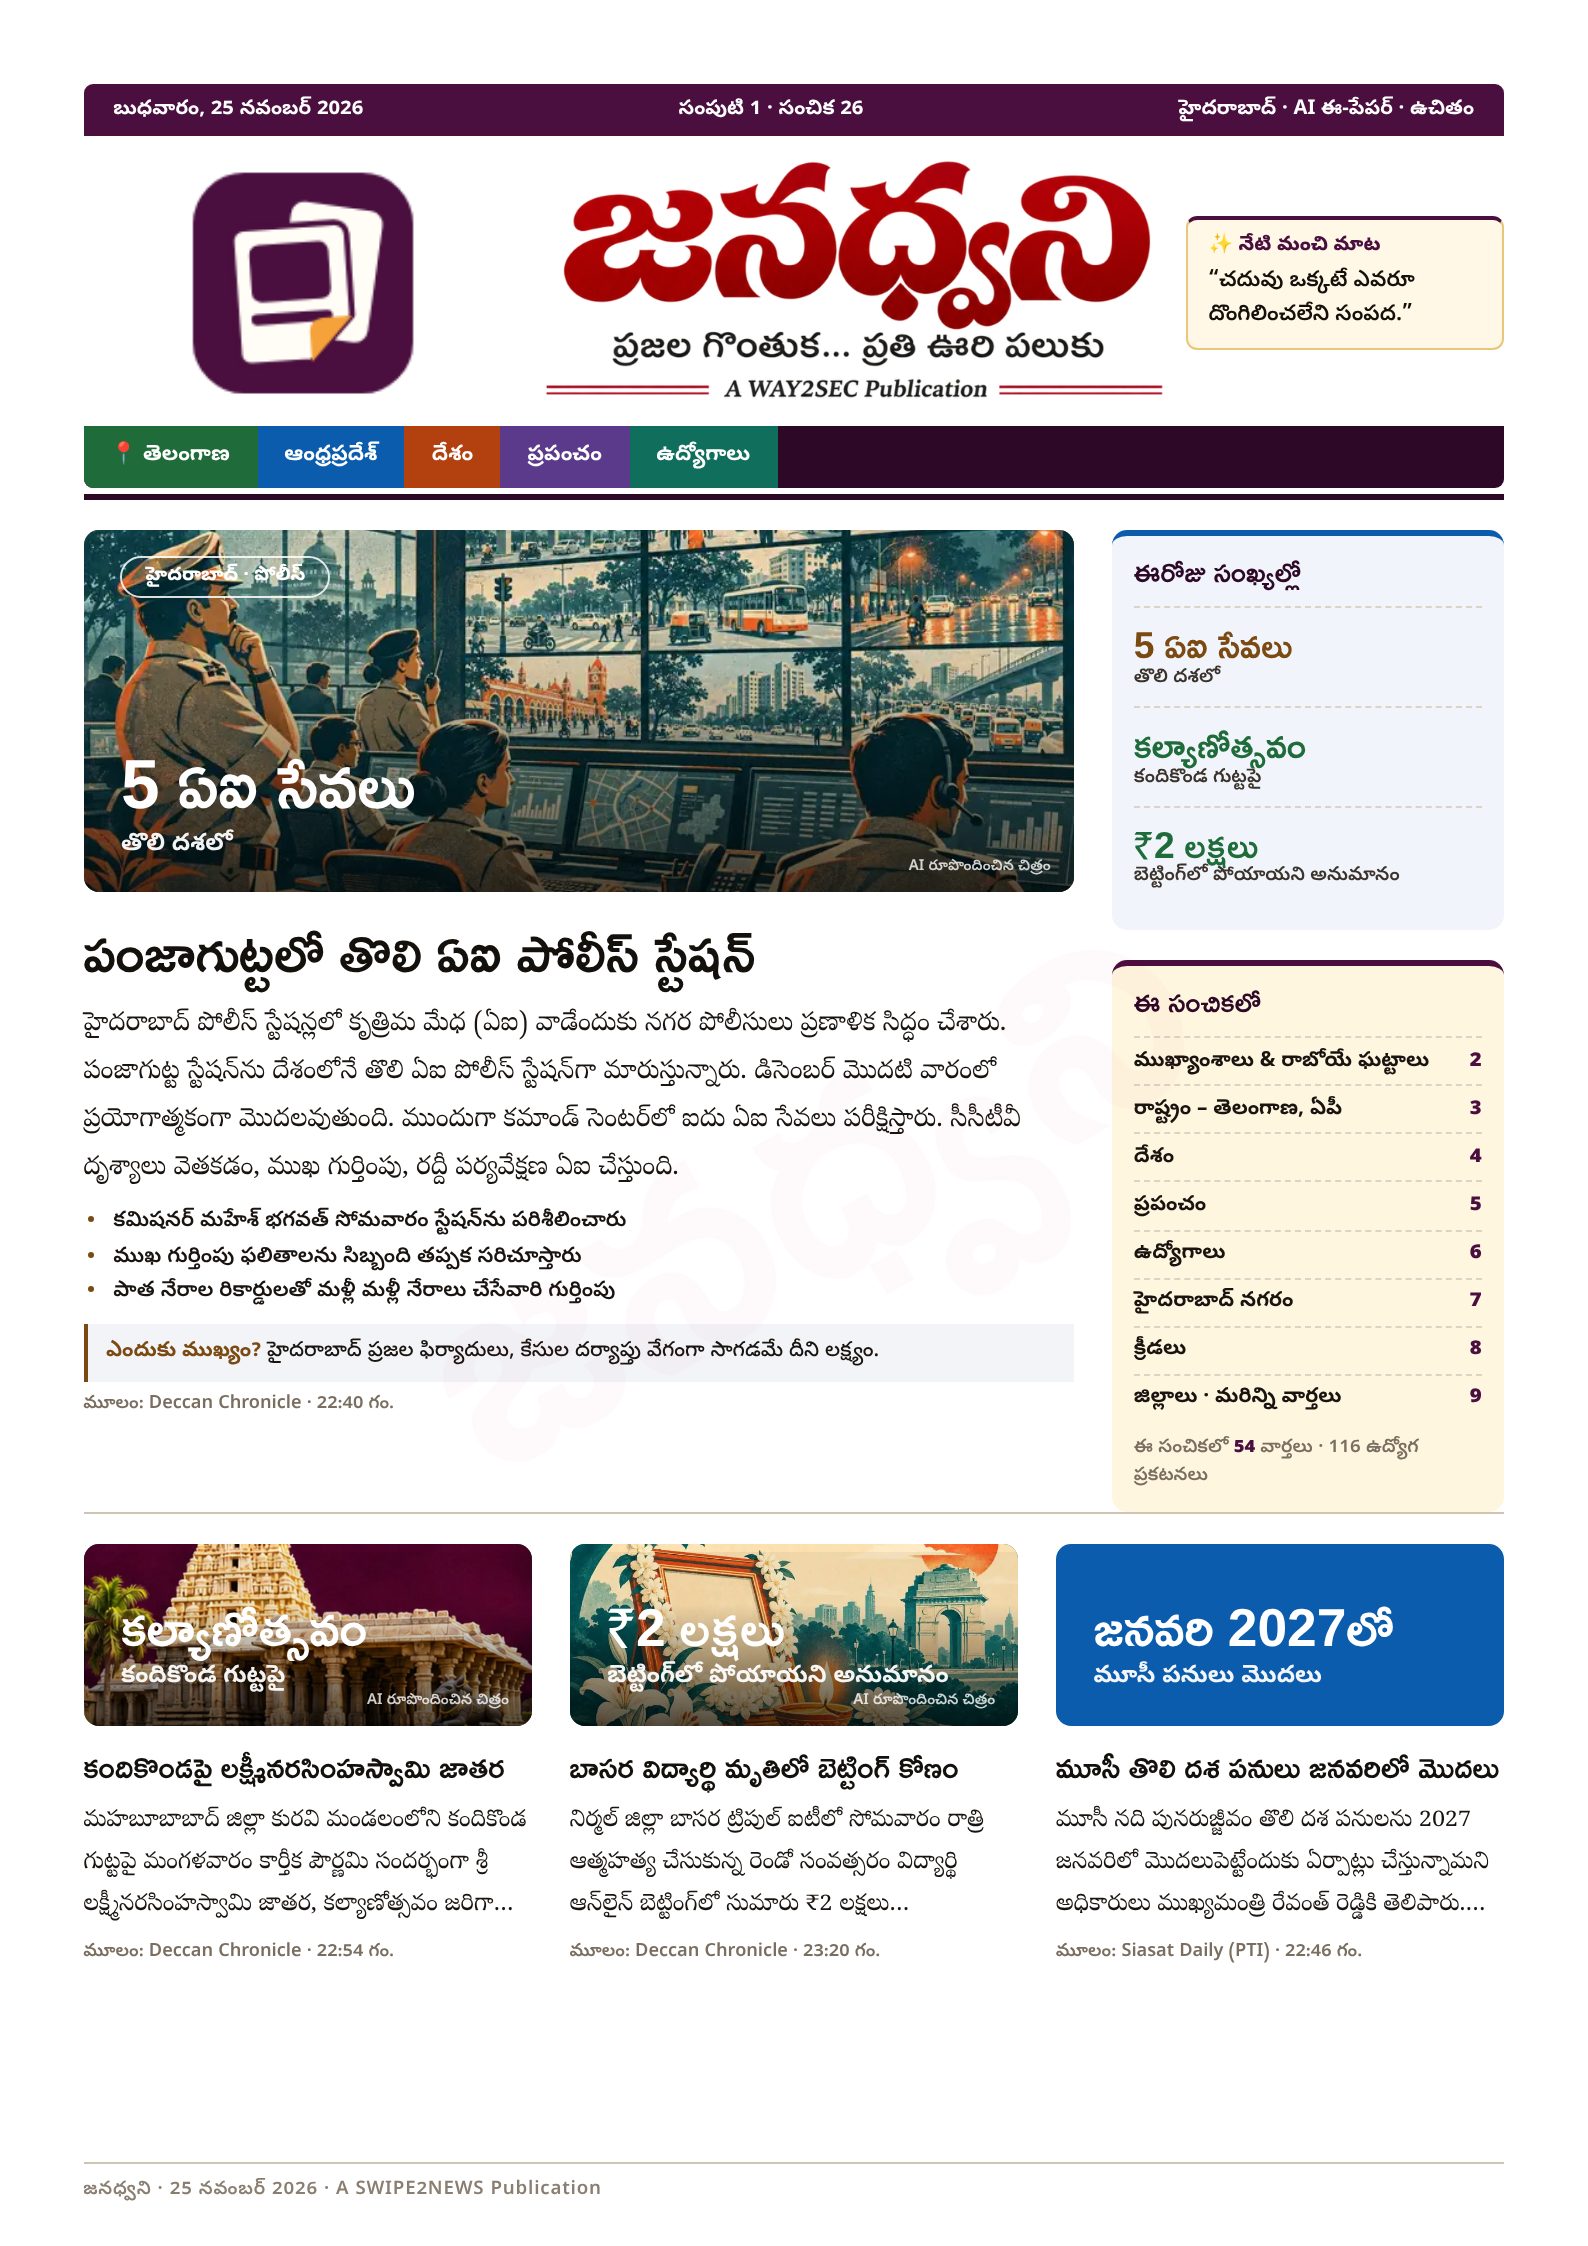 బుధవారం, 25 నవంబర్ 2026
సంపుటి 1 · సంచిక 26
హైదరాబాద్ · AI ఈ-పేపర్ · ఉచితం
జనధ్వని
ప్రజల గొంతుక... ప్రతి ఊరి పలుకు
A WAY2SEC Publication
✨ నేటి మంచి మాట
“చదువు ఒక్కటే ఎవరూ
దొంగిలించలేని సంపద.”
📍 తెలంగాణ
ఆంధ్రప్రదేశ్
దేశం
ప్రపంచం
ఉద్యోగాలు
హైదరాబాద్ · పోలీస్
5 ఏఐ సేవలు
తొలి దశలో
AI రూపొందించిన చిత్రం
పంజాగుట్టలో తొలి ఏఐ పోలీస్ స్టేషన్
హైదరాబాద్ పోలీస్ స్టేషన్లలో కృత్రిమ మేధ (ఏఐ) వాడేందుకు నగర పోలీసులు ప్రణాళిక సిద్ధం చేశారు.
పంజాగుట్ట స్టేషన్‌ను దేశంలోనే తొలి ఏఐ పోలీస్ స్టేషన్‌గా మారుస్తున్నారు. డిసెంబర్ మొదటి వారంలో
ప్రయోగాత్మకంగా మొదలవుతుంది. ముందుగా కమాండ్ సెంటర్‌లో ఐదు ఏఐ సేవలు పరీక్షిస్తారు. సీసీటీవీ
దృశ్యాలు వెతకడం, ముఖ గుర్తింపు, రద్దీ పర్యవేక్షణ ఏఐ చేస్తుంది.
• కమిషనర్ మహేశ్ భగవత్ సోమవారం స్టేషన్‌ను పరిశీలించారు
• ముఖ గుర్తింపు ఫలితాలను సిబ్బంది తప్పక సరిచూస్తారు
• పాత నేరాల రికార్డులతో మళ్లీ మళ్లీ నేరాలు చేసేవారి గుర్తింపు
ఎందుకు ముఖ్యం? హైదరాబాద్ ప్రజల ఫిర్యాదులు, కేసుల దర్యాప్తు వేగంగా సాగడమే దీని లక్ష్యం.
మూలం: Deccan Chronicle · 22:40 గం.
ఈరోజు సంఖ్యల్లో
5 ఏఐ సేవలు
తొలి దశలో
కల్యాణోత్సవం
కందికొండ గుట్టపై
₹2 లక్షలు
బెట్టింగ్‌లో పోయాయని అనుమానం
ఈ సంచికలో
ముఖ్యాంశాలు & రాబోయే ఘట్టాలు 2
రాష్ట్రం – తెలంగాణ, ఏపీ 3
దేశం 4
ప్రపంచం 5
ఉద్యోగాలు 6
హైదరాబాద్ నగరం 7
క్రీడలు 8
జిల్లాలు · మరిన్ని వార్తలు 9
ఈ సంచికలో 54 వార్తలు · 116 ఉద్యోగ
ప్రకటనలు
కల్యాణోత్సవం
కందికొండ గుట్టపై
AI రూపొందించిన చిత్రం
కందికొండపై లక్ష్మీనరసింహస్వామి జాతర
మహబూబాబాద్ జిల్లా కురవి మండలంలోని కందికొండ
గుట్టపై మంగళవారం కార్తీక పౌర్ణమి సందర్భంగా శ్రీ
లక్ష్మీనరసింహస్వామి జాతర, కల్యాణోత్సవం జరిగా...
మూలం: Deccan Chronicle · 22:54 గం.
₹2 లక్షలు
బెట్టింగ్‌లో పోయాయని అనుమానం
AI రూపొందించిన చిత్రం
బాసర విద్యార్థి మృతిలో బెట్టింగ్ కోణం
నిర్మల్ జిల్లా బాసర ట్రిపుల్ ఐటీలో సోమవారం రాత్రి
ఆత్మహత్య చేసుకున్న రెండో సంవత్సరం విద్యార్థి
ఆన్‌లైన్ బెట్టింగ్‌లో సుమారు ₹2 లక్షలు...
మూలం: Deccan Chronicle · 23:20 గం.
జనవరి 2027లో
మూసీ పనులు మొదలు
మూసీ తొలి దశ పనులు జనవరిలో మొదలు
మూసీ నది పునరుజ్జీవం తొలి దశ పనులను 2027
జనవరిలో మొదలుపెట్టేందుకు ఏర్పాట్లు చేస్తున్నామని
అధికారులు ముఖ్యమంత్రి రేవంత్ రెడ్డికి తెలిపారు....
మూలం: Siasat Daily (PTI) · 22:46 గం.
జనధ్వని · 25 నవంబర్ 2026 · A SWIPE2NEWS Publication